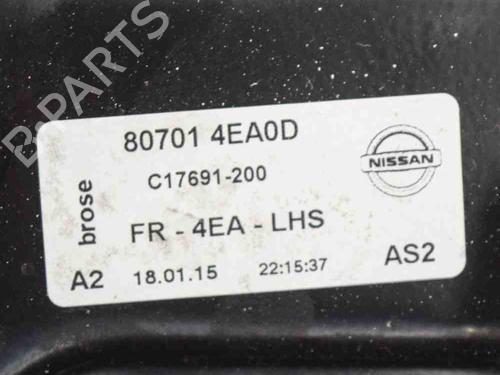 B-PARTS
brose
80701 4EA0D
C17691-200
NISSAN
FR - 4EA - LHS
A2 18.01.15 22:15:37 AS2